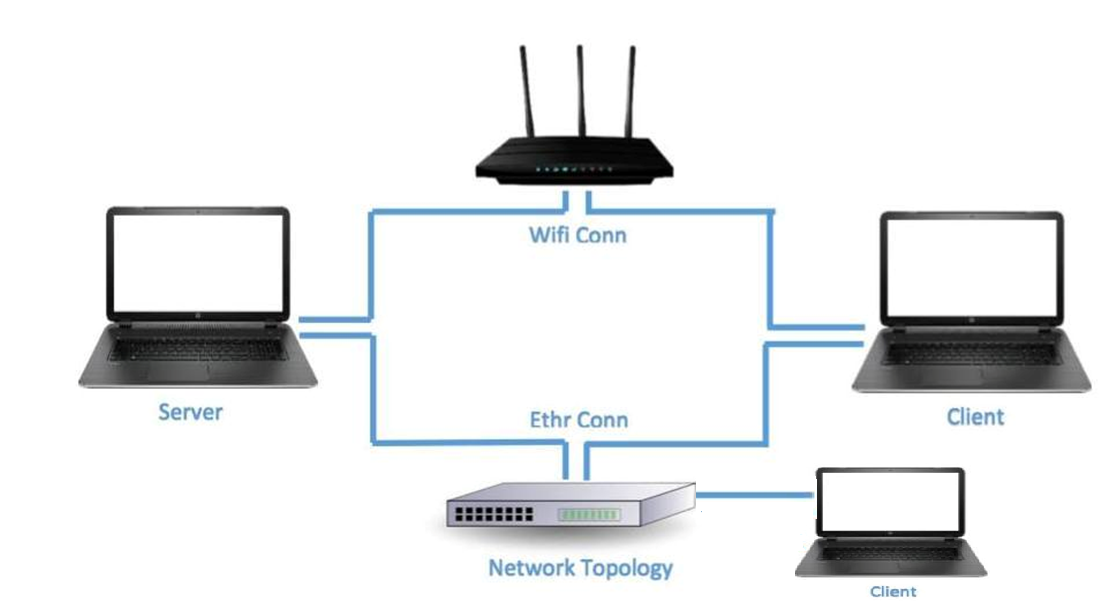 Wifi Conn
Server
Client
Ethr Conn
Network Topology
Client